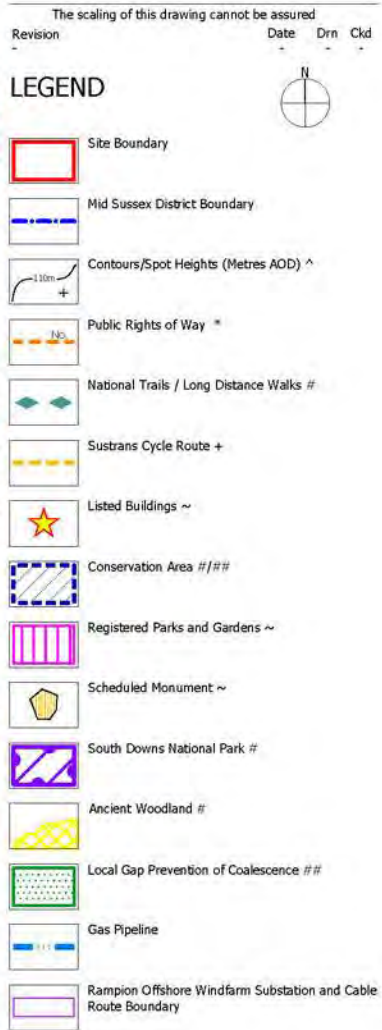 The scaling of this drawing cannot be assured
Revision Date Drn Ckd
- - - -
LEGEND
N
Site Boundary
Mid Sussex District Boundary
Contours/Spot Heights (Metres AOD) ^
110m
Public Rights of Way *
No.
National Trails / Long Distance Walks #
Sustrans Cycle Route +
Listed Buildings ~
Conservation Area #/##
Registered Parks and Gardens ~
Scheduled Monument ~
South Downs National Park #
Ancient Woodland #
Local Gap Prevention of Coalescence ##
Gas Pipeline
Rampion Offshore Windfarm Substation and Cable
Route Boundary